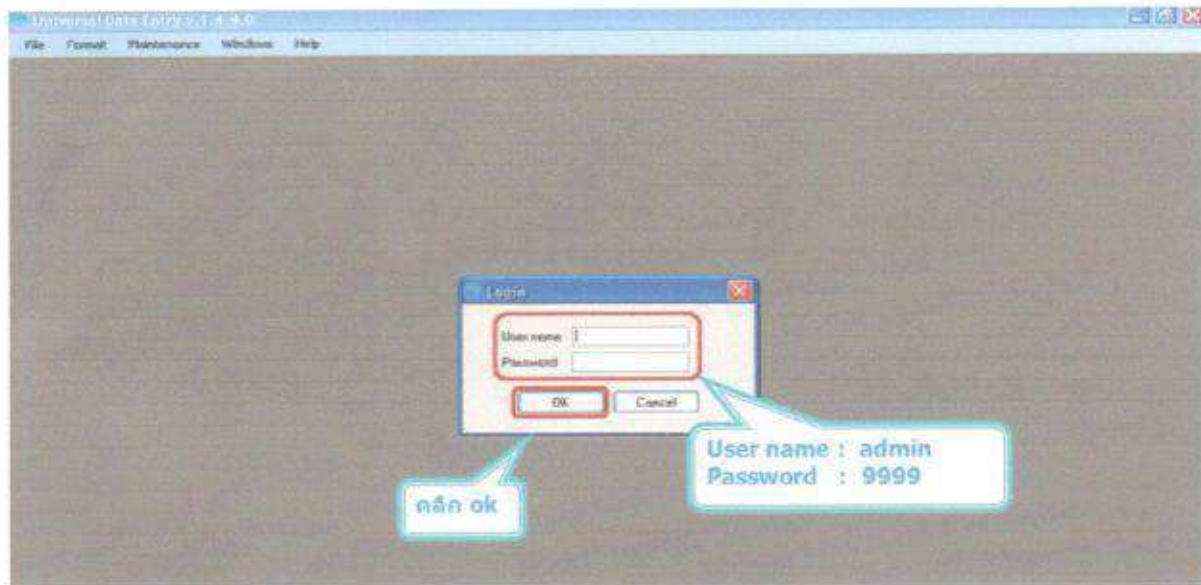 Universal Data Entry v.1.4.4.0
File Format Maintenance Windows Help
Login
User name
Password
OK Cancel
User name : admin
Password : 9999
คลิก ok